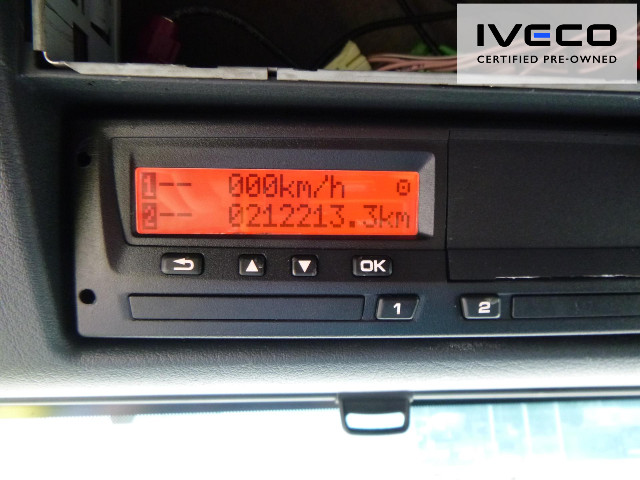 IVECO
CERTIFIED PRE-OWNED
1-- 000km/h
2-- 0212213.3km
OK
1
2